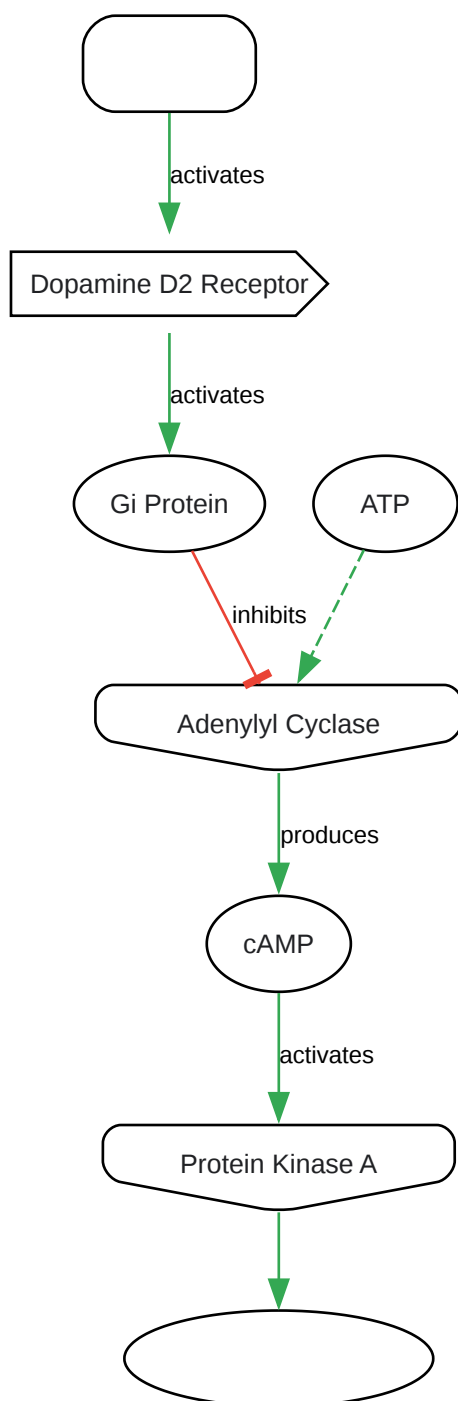 activates
Dopamine D2 Receptor
activates
Gi Protein
ATP
inhibits
Adenylyl Cyclase
produces
cAMP
activates
Protein Kinase A